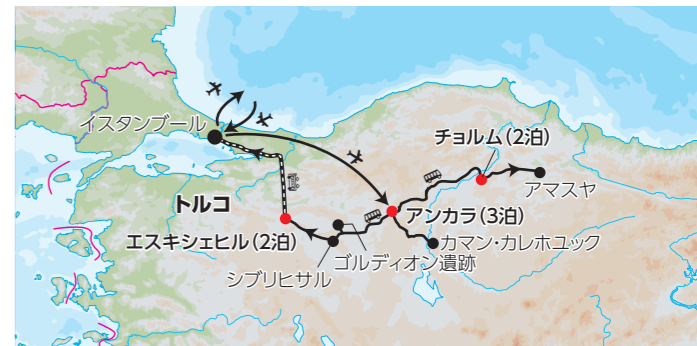 イスタンブール
チョルム(2泊)
アマスヤ
トルコ
アンカラ(3泊)
エスキシェヒル(2泊)
カマン・カレホユック
ゴルディオン遺跡
シブリヒサル